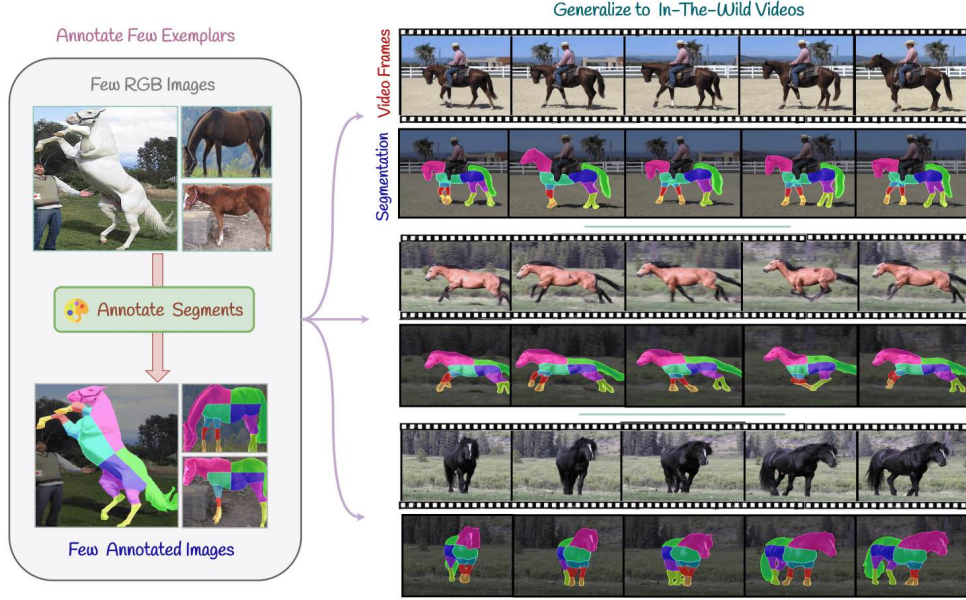 Annotate Few Exemplars
Few RGB Images
Annotate Segments
Few Annotated Images
Generalize to In-The-Wild Videos
Video Frames
Segmentation